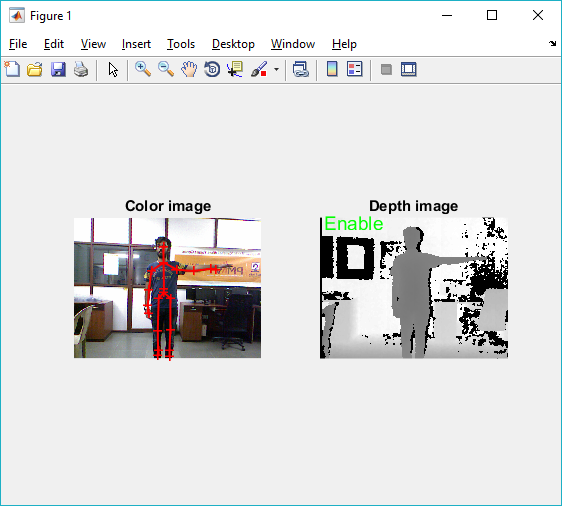 Figure 1
File Edit View Insert Tools Desktop Window Help
Color image
Depth image
Enable